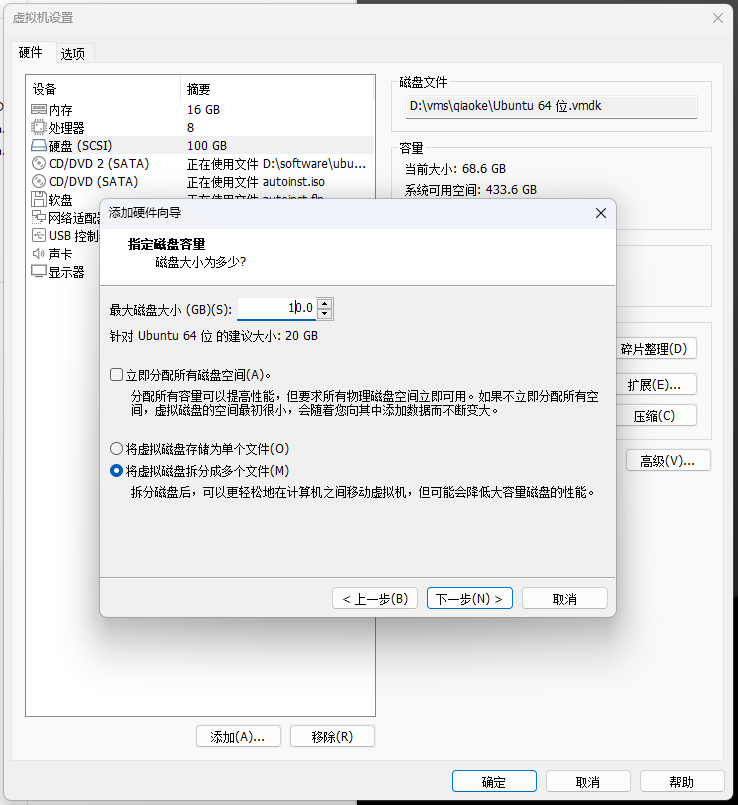 虚拟机设置
硬件 选项
设备 摘要
内存 16 GB
处理器 8
硬盘 (SCSI) 100 GB
CD/DVD 2 (SATA) 正在使用文件 D:\software\ubu...
CD/DVD (SATA) 正在使用文件 autoinst.iso
软盘 正在使用文件 autoinst.flp
网络适配器
USB 控制
声卡
显示器
磁盘文件
D:\vms\qiaoke\Ubuntu 64 位.vmdk
容量
当前大小: 68.6 GB
系统可用空间: 433.6 GB
添加硬件向导
指定磁盘容量
磁盘大小为多少?
最大磁盘大小 (GB)(S): 10.0
针对 Ubuntu 64 位 的建议大小: 20 GB
立即分配所有磁盘空间(A)。
分配所有容量可以提高性能，但要求所有物理磁盘空间立即可用。如果不立即分配所有空
间，虚拟磁盘的空间最初很小，会随着您向其中添加数据而不断变大。
将虚拟磁盘存储为单个文件(O)
将虚拟磁盘拆分成多个文件(M)
拆分磁盘后，可以更轻松地在计算机之间移动虚拟机，但可能会降低大容量磁盘的性能。
< 上一步(B) 下一步(N) > 取消
碎片整理(D)
扩展(E)...
压缩(C)
高级(V)...
添加(A)... 移除(R)
确定 取消 帮助